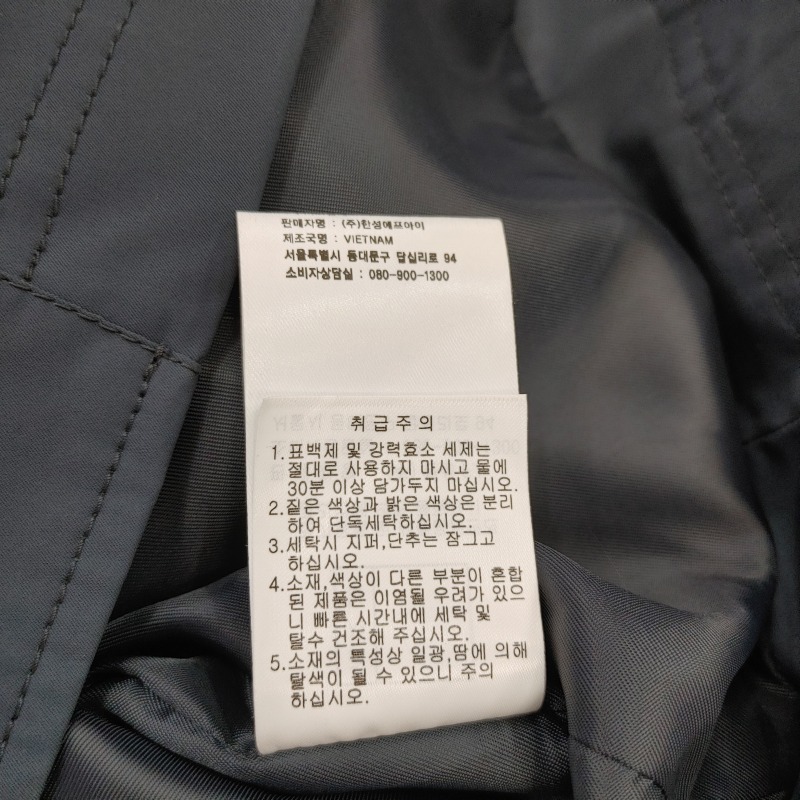 판매자명 : (주)한성에프아이
제조국명 : VIETNAM
서울특별시 동대문구 답십리로 94
소비자상담실 : 080-900-1300
취급주의
1. 표백제 및 강력효소 세제는
절대로 사용하지 마시고 물에
30분 이상 담가두지 마십시오.
2. 짙은 색상과 밝은 색상은 분리
하여 단독세탁하십시오.
3. 세탁시 지퍼,단추는 잠그고
하십시오.
4. 소재,색상이 다른 부분이 혼합
된 제품은 이염될 우려가 있으
니 빠른 시간내에 세탁 및
탈수 건조해 주십시오.
5. 소재의 특성상 일광,땀에 의해
탈색이 될 수 있으니 주의
하십시오.